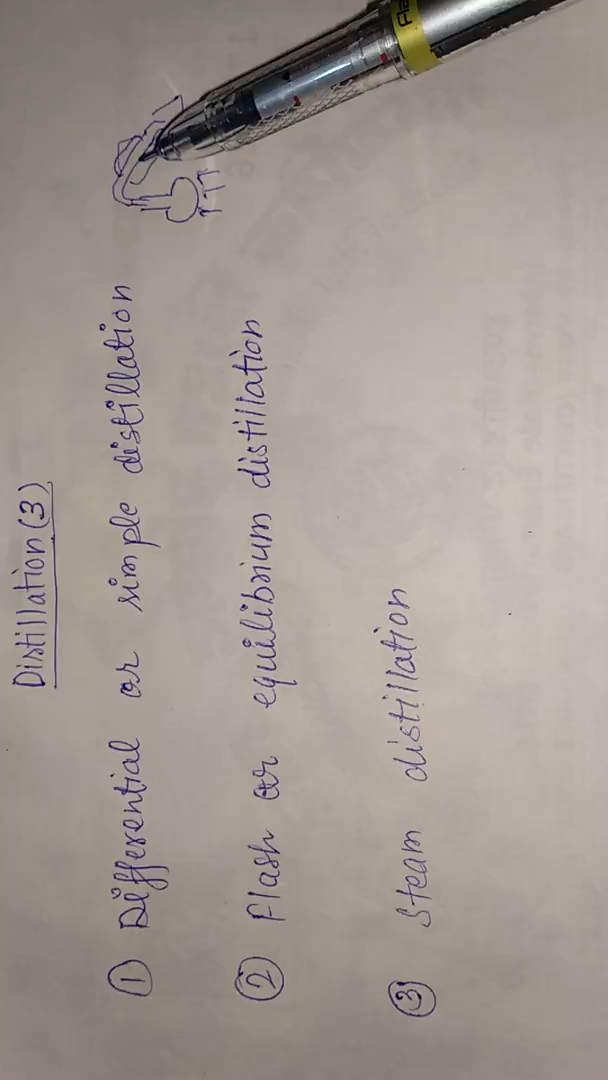 Distillation (3)
① Differential or simple distillation
② Flash or equilibrium distillation
③ Steam distillation